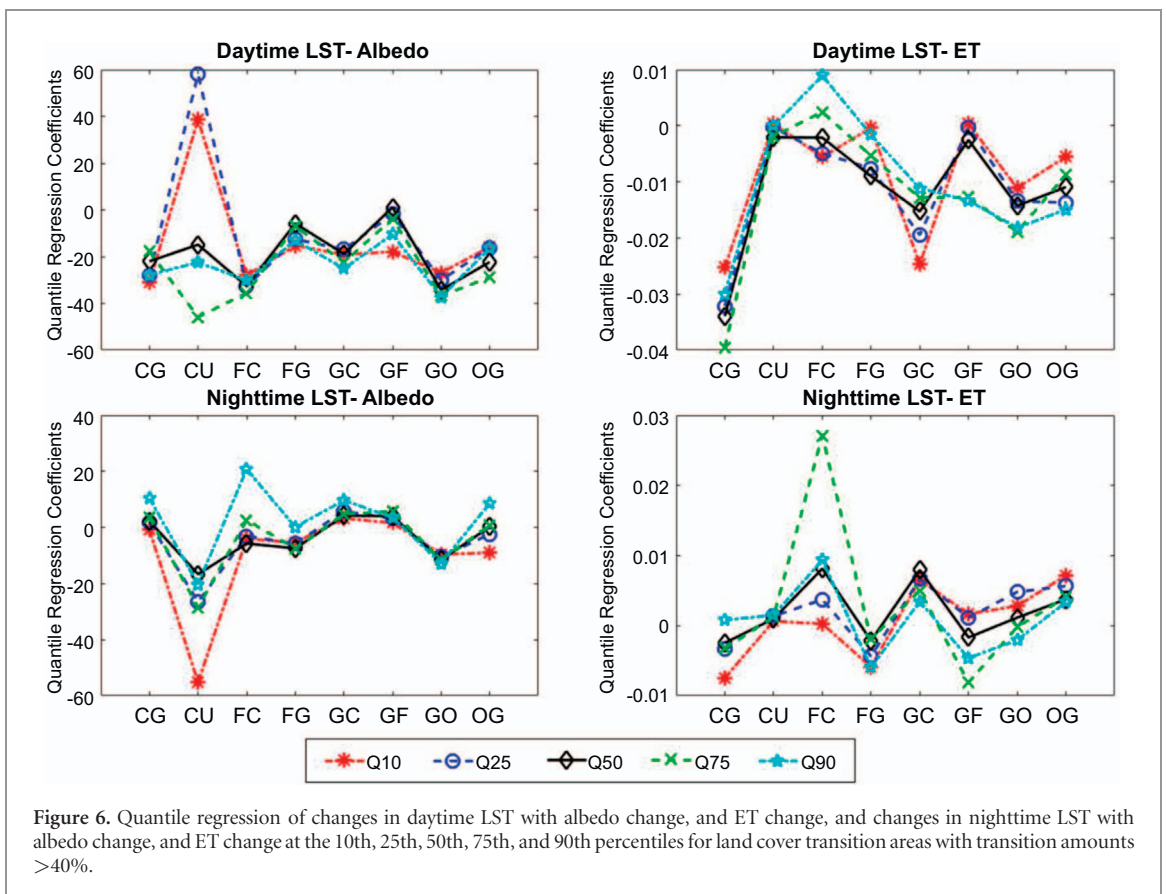 Daytime LST- Albedo
Quantile Regression Coefficients
60
40
20
0
-20
-40
-60
CG CU FC FG GC GF GO OG
Daytime LST- ET
Quantile Regression Coefficients
0.01
0
-0.01
-0.02
-0.03
-0.04
CG CU FC FG GC GF GO OG
Nighttime LST- Albedo
Quantile Regression Coefficients
40
20
0
-20
-40
-60
CG CU FC FG GC GF GO OG
Nighttime LST- ET
Quantile Regression Coefficients
0.03
0.02
0.01
0
-0.01
CG CU FC FG GC GF GO OG
Q10 Q25 Q50 Q75 Q90
Figure 6. Quantile regression of changes in daytime LST with albedo change, and ET change, and changes in nighttime LST with
albedo change, and ET change at the 10th, 25th, 50th, 75th, and 90th percentiles for land cover transition areas with transition amounts
>40%.